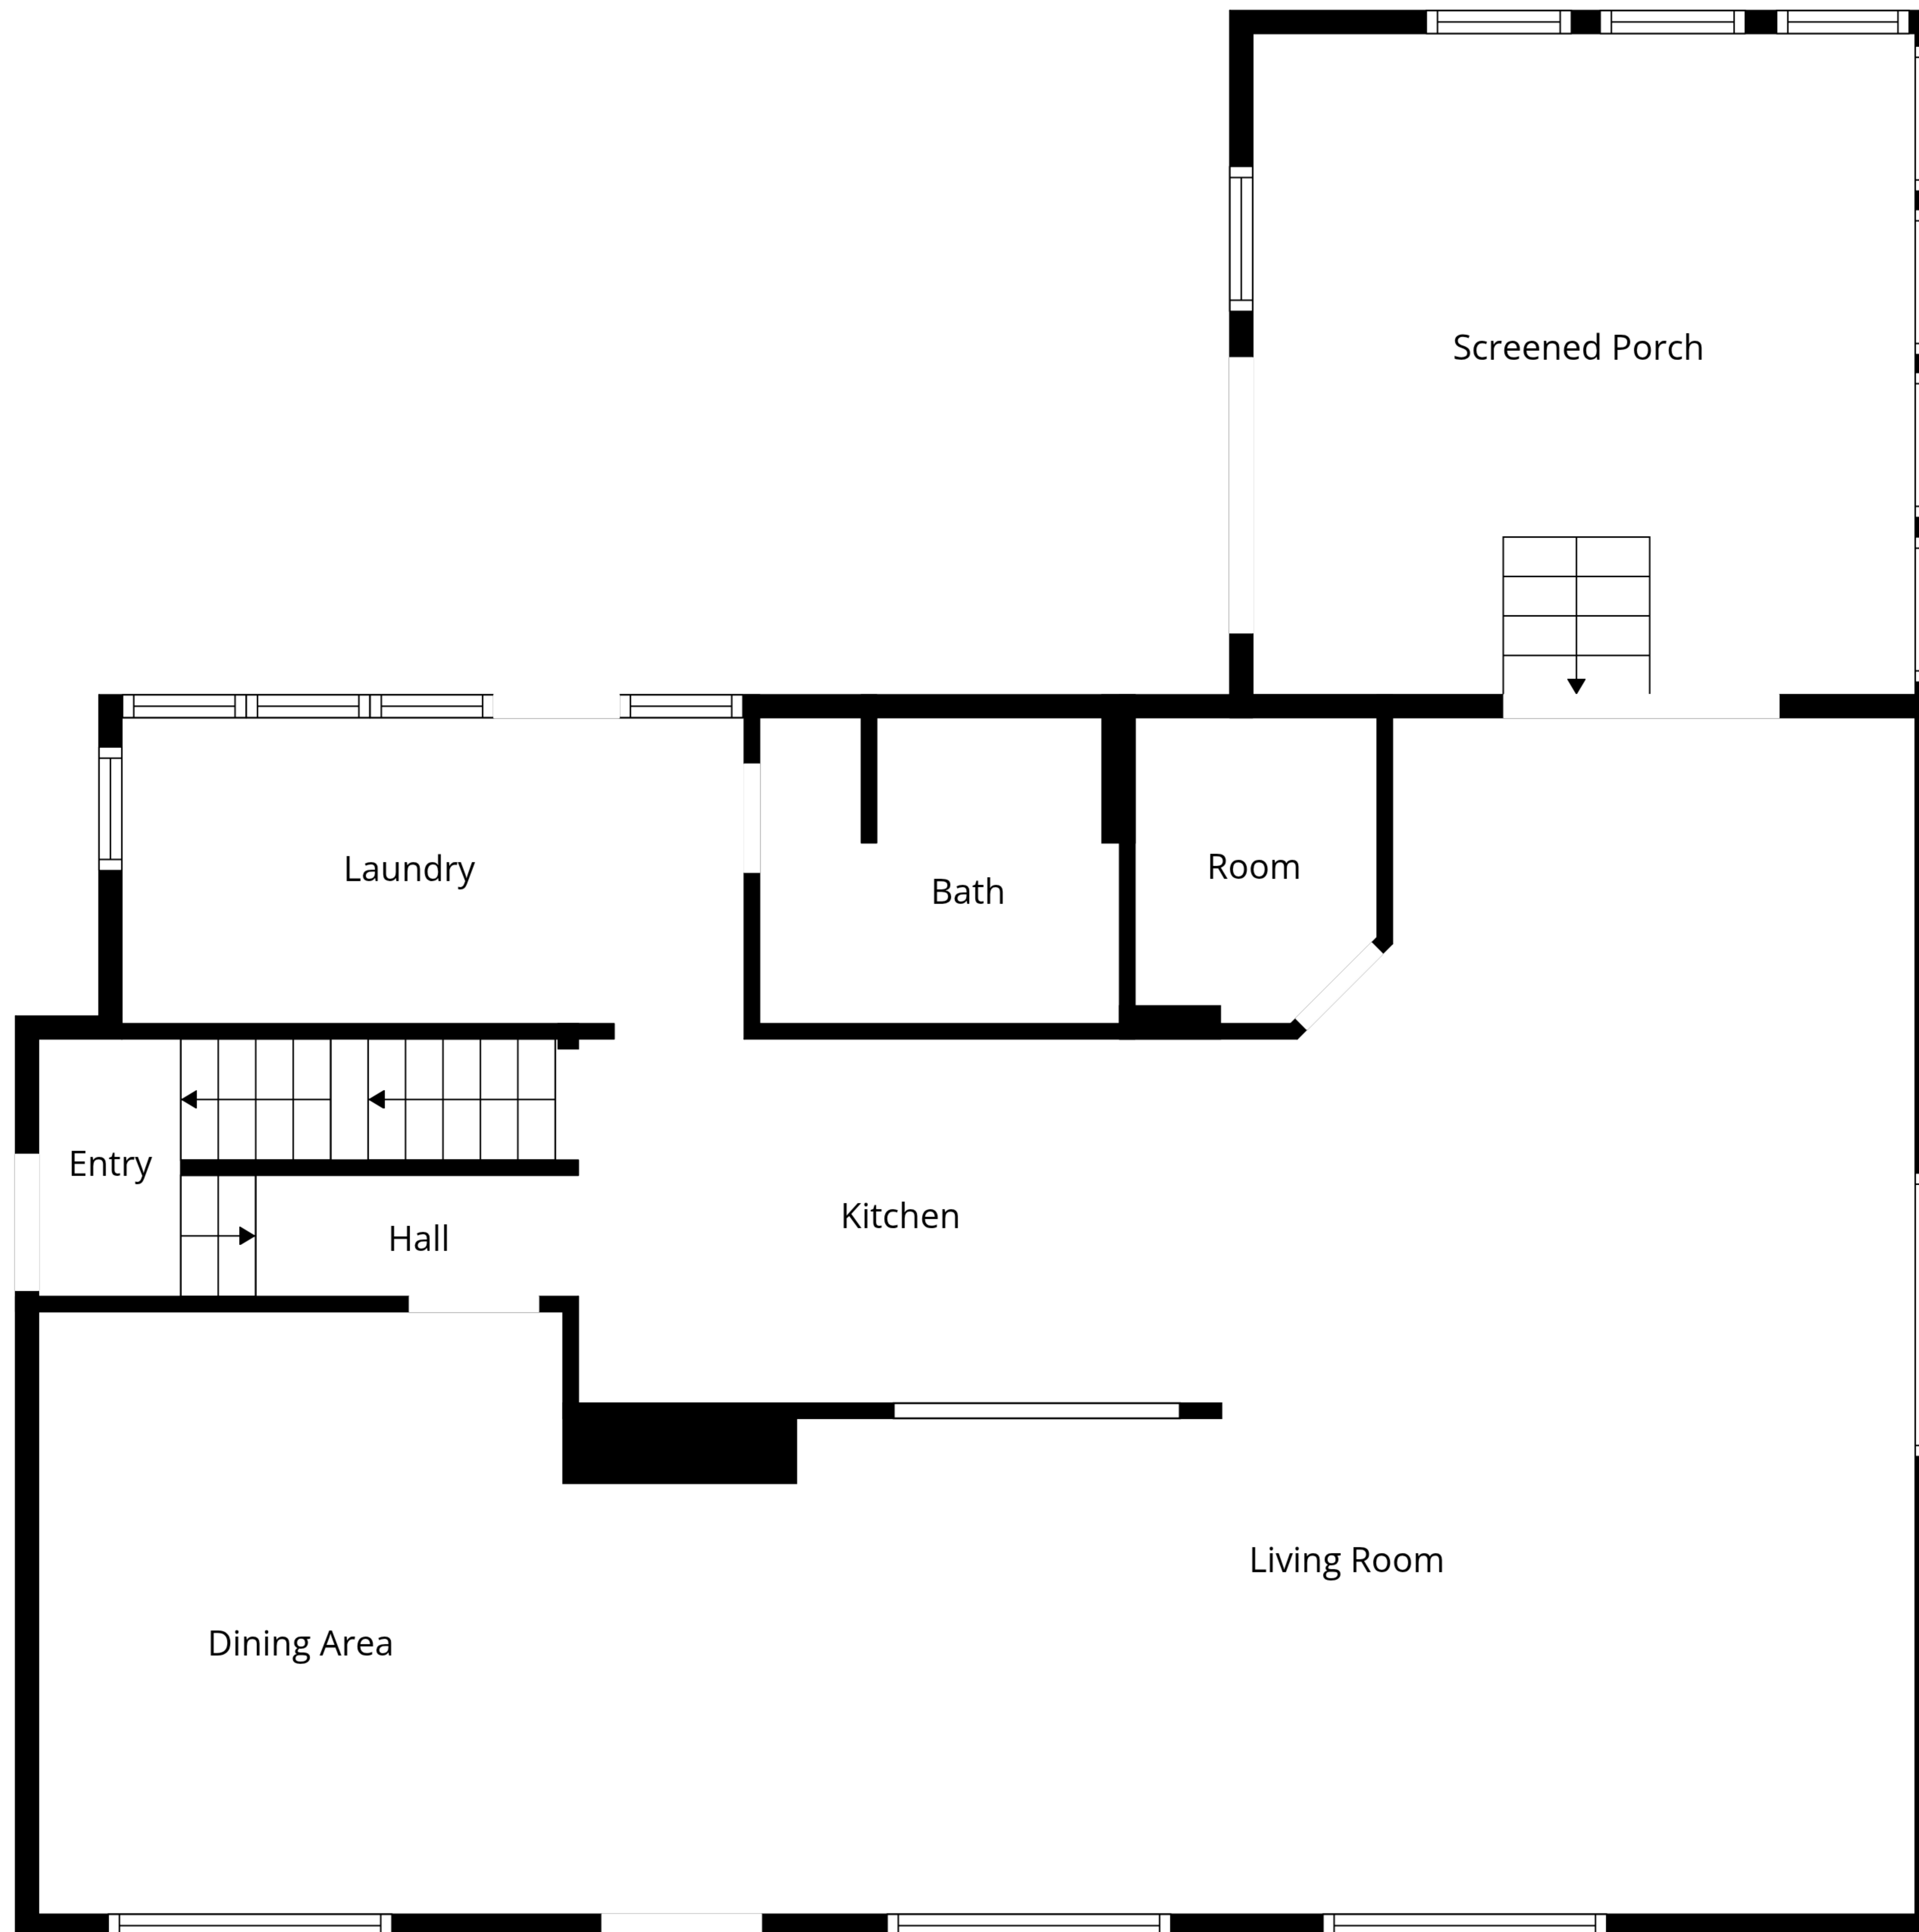 Screened Porch
Laundry
Bath
Room
Entry
Hall
Kitchen
Living Room
Dining Area